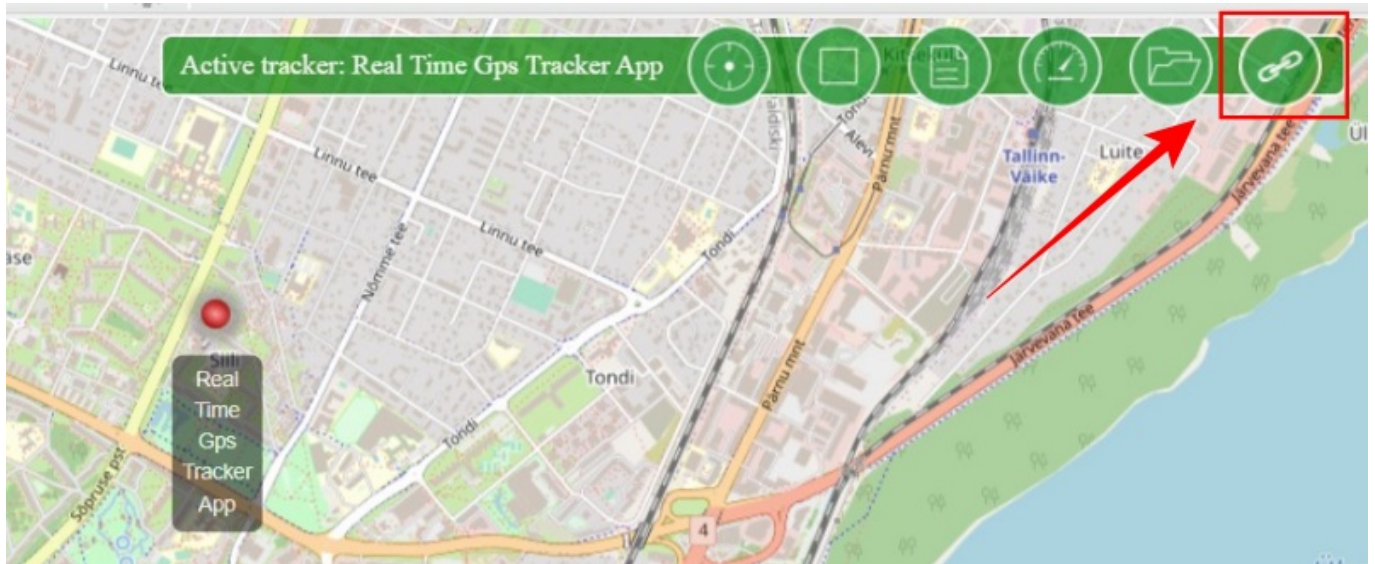 Active tracker: Real Time Gps Tracker App
Kitseküla
Linnu tee
Linnu tee
Linnu tee
Nõmme tee
Tondi
Tondi
Alevi
Pärnu mnt
Tallinn-
Väike
Luite
Järvevana tee
Siili
Real
Time
Gps
Tracker
App
Tondi
Pärnu mnt
Järvevana tee
Tondi
Sõpruse pst
4